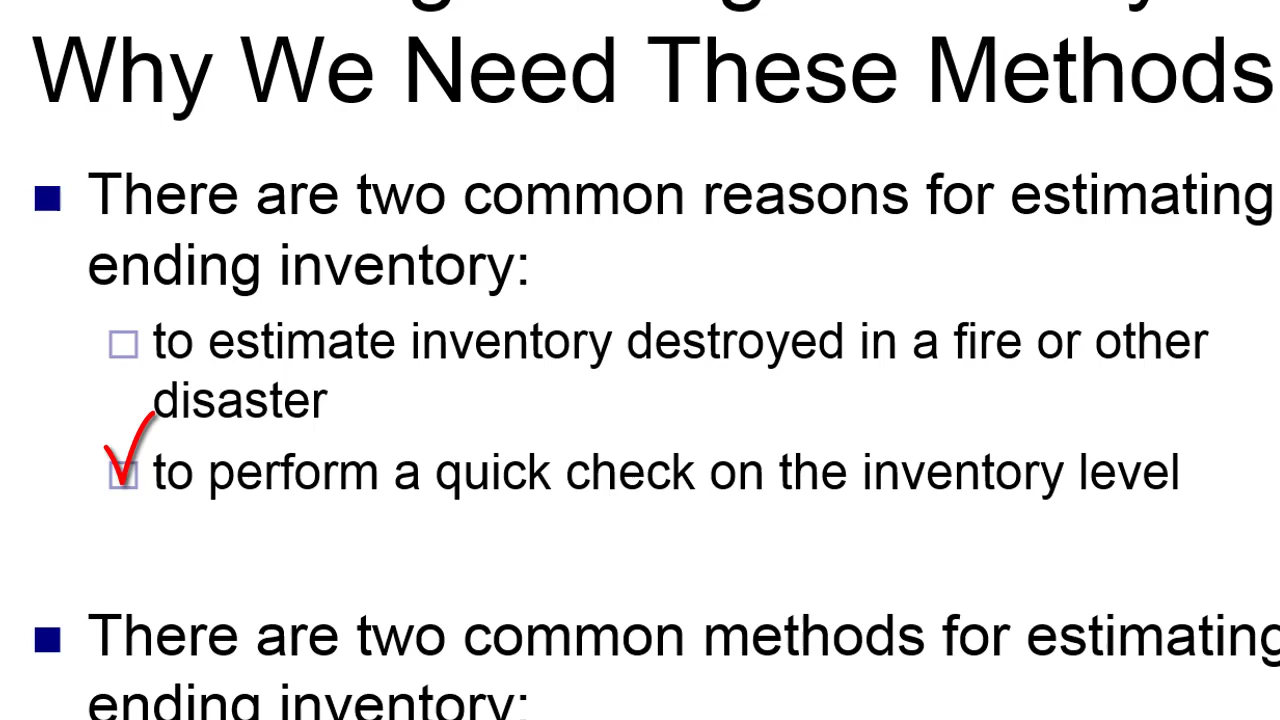 Why We Need These Methods
There are two common reasons for estimating
ending inventory:
to estimate inventory destroyed in a fire or other
disaster
to perform a quick check on the inventory level
There are two common methods for estimating
ending inventory: